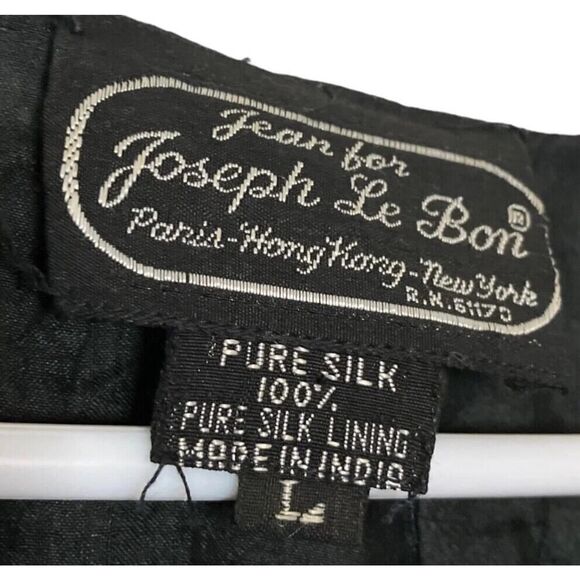 Jean for
Joseph Le Bon ®
Paris-Hong Kong-New York
R.N. 61170
PURE SILK
100%
PURE SILK LINING
MADE IN INDIA
L